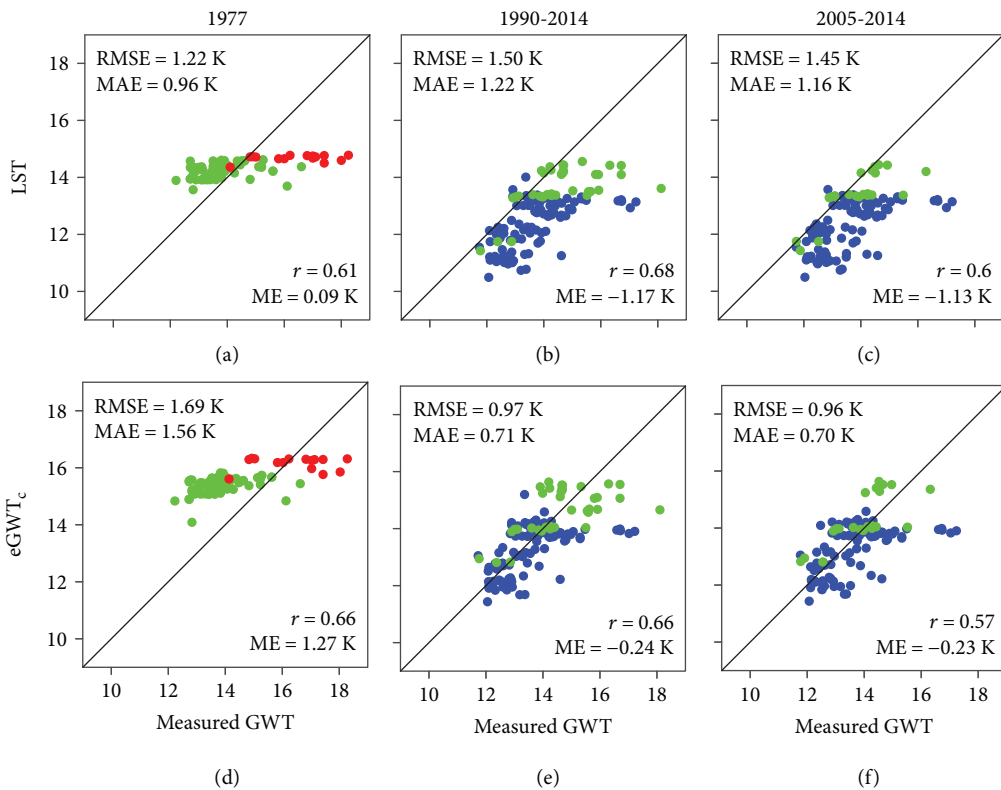 1977
1990-2014
2005-2014
RMSE = 1.22 K
MAE = 0.96 K
RMSE = 1.50 K
MAE = 1.22 K
RMSE = 1.45 K
MAE = 1.16 K
18
16
14
12
10
LST
r = 0.61
ME = 0.09 K
r = 0.68
ME = −1.17 K
r = 0.6
ME = −1.13 K
(a)
(b)
(c)
RMSE = 1.69 K
MAE = 1.56 K
RMSE = 0.97 K
MAE = 0.71 K
RMSE = 0.96 K
MAE = 0.70 K
18
16
14
12
10
eGWTc
r = 0.66
ME = 1.27 K
r = 0.66
ME = −0.24 K
r = 0.57
ME = −0.23 K
10 12 14 16 18
10 12 14 16 18
10 12 14 16 18
Measured GWT
Measured GWT
Measured GWT
(d)
(e)
(f)